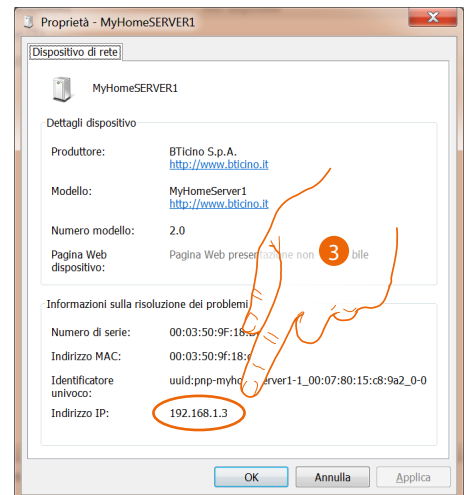 Proprietà - MyHomeSERVER1
Dispositivo di rete
MyHomeSERVER1
Dettagli dispositivo
Produttore: BTicino S.p.A.
http://www.bticino.it
Modello: MyHomeServer1
http://www.bticino.it
Numero modello: 2.0
Pagina Web dispositivo: Pagina Web presentazione non bile
3
Informazioni sulla risoluzione dei problemi
Numero di serie: 00:03:50:9F:18:
Indirizzo MAC: 00:03:50:9f:18:
Identificatore univoco: uuid:pnp-myho erver1-1_00:07:80:15:c8:9a2_0-0
Indirizzo IP: 192.168.1.3
OK Annulla Applica